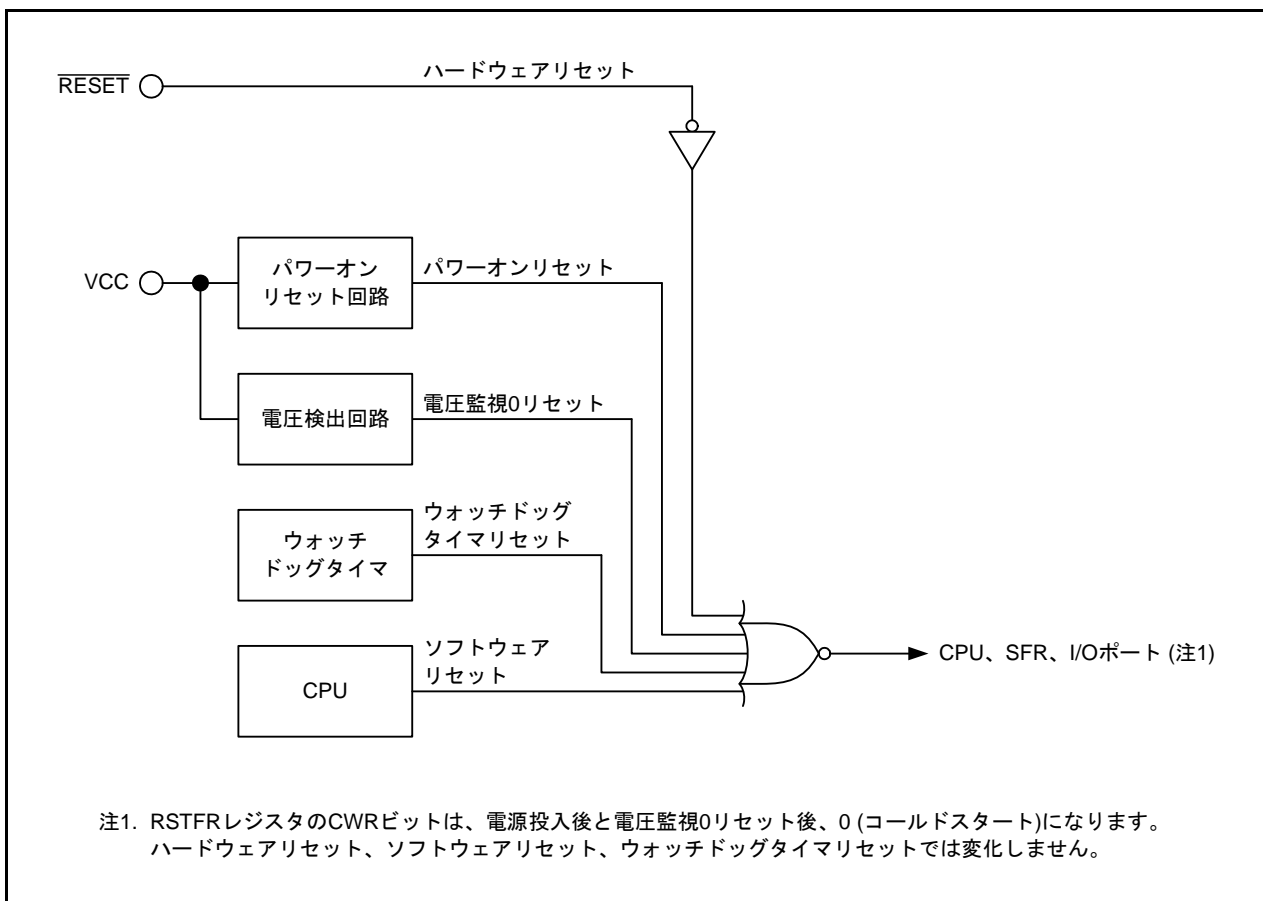 RESET
ハードウェアリセット
VCC
パワーオン
リセット回路
パワーオンリセット
電圧検出回路
電圧監視0リセット
ウォッチ
ドッグタイマ
ウォッチドッグ
タイマリセット
CPU
ソフトウェア
リセット
CPU、SFR、I/Oポート (注1)
注1. RSTFRレジスタのCWRビットは、電源投入後と電圧監視0リセット後、0 (コールドスタート)になります。
ハードウェアリセット、ソフトウェアリセット、ウォッチドッグタイマリセットでは変化しません。